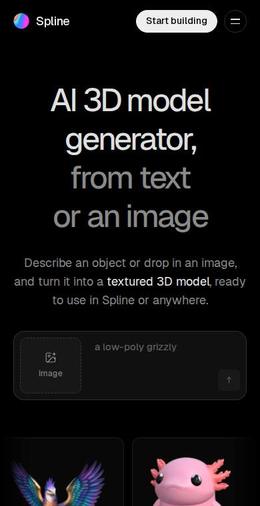 Spline
Start building
AI 3D model
generator,
from text
or an image
Describe an object or drop in an image,
and turn it into a textured 3D model, ready
to use in Spline or anywhere.
a low-poly grizzly
Image